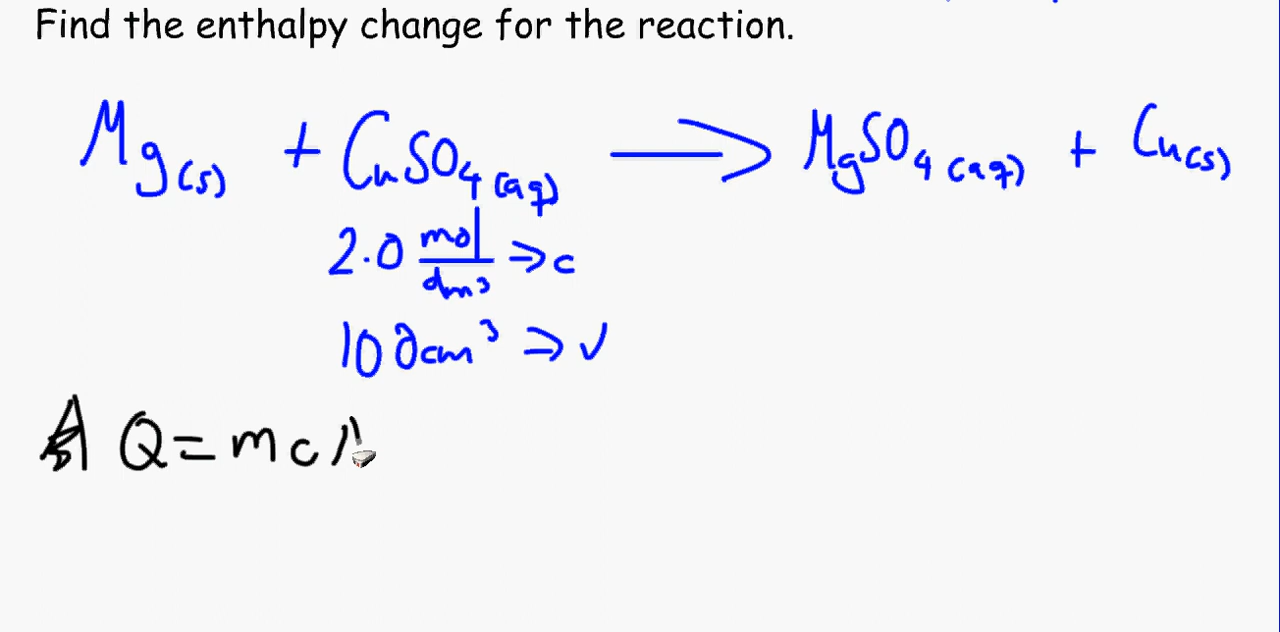 Find the enthalpy change for the reaction.
Mg(s) + CuSO4(aq) → MgSO4(aq) + Cu(s)
2.0 mol/dm³ ⇒ c
100cm³ ⇒ V
Q = mc